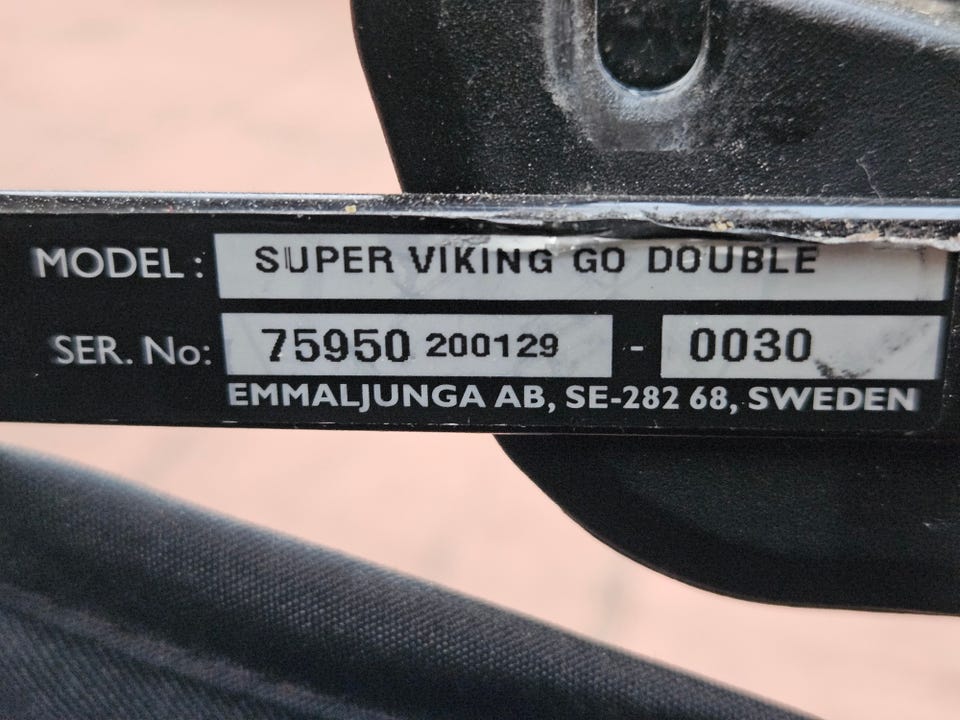 MODEL: SUPER VIKING GO DOUBLE
SER. No: 75950 200129 - 0030
EMMALJUNGA AB, SE-282 68, SWEDEN